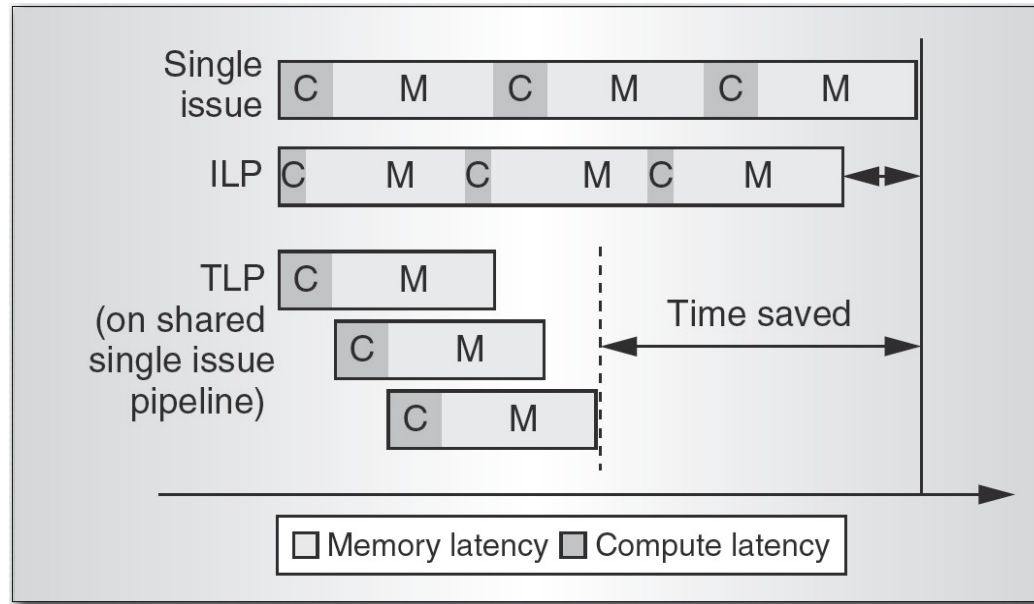 Single
issue
C M C M C M
ILP
C M C M C M
TLP
(on shared
single issue
pipeline)
C M
C M
C M
Time saved
Memory latency Compute latency